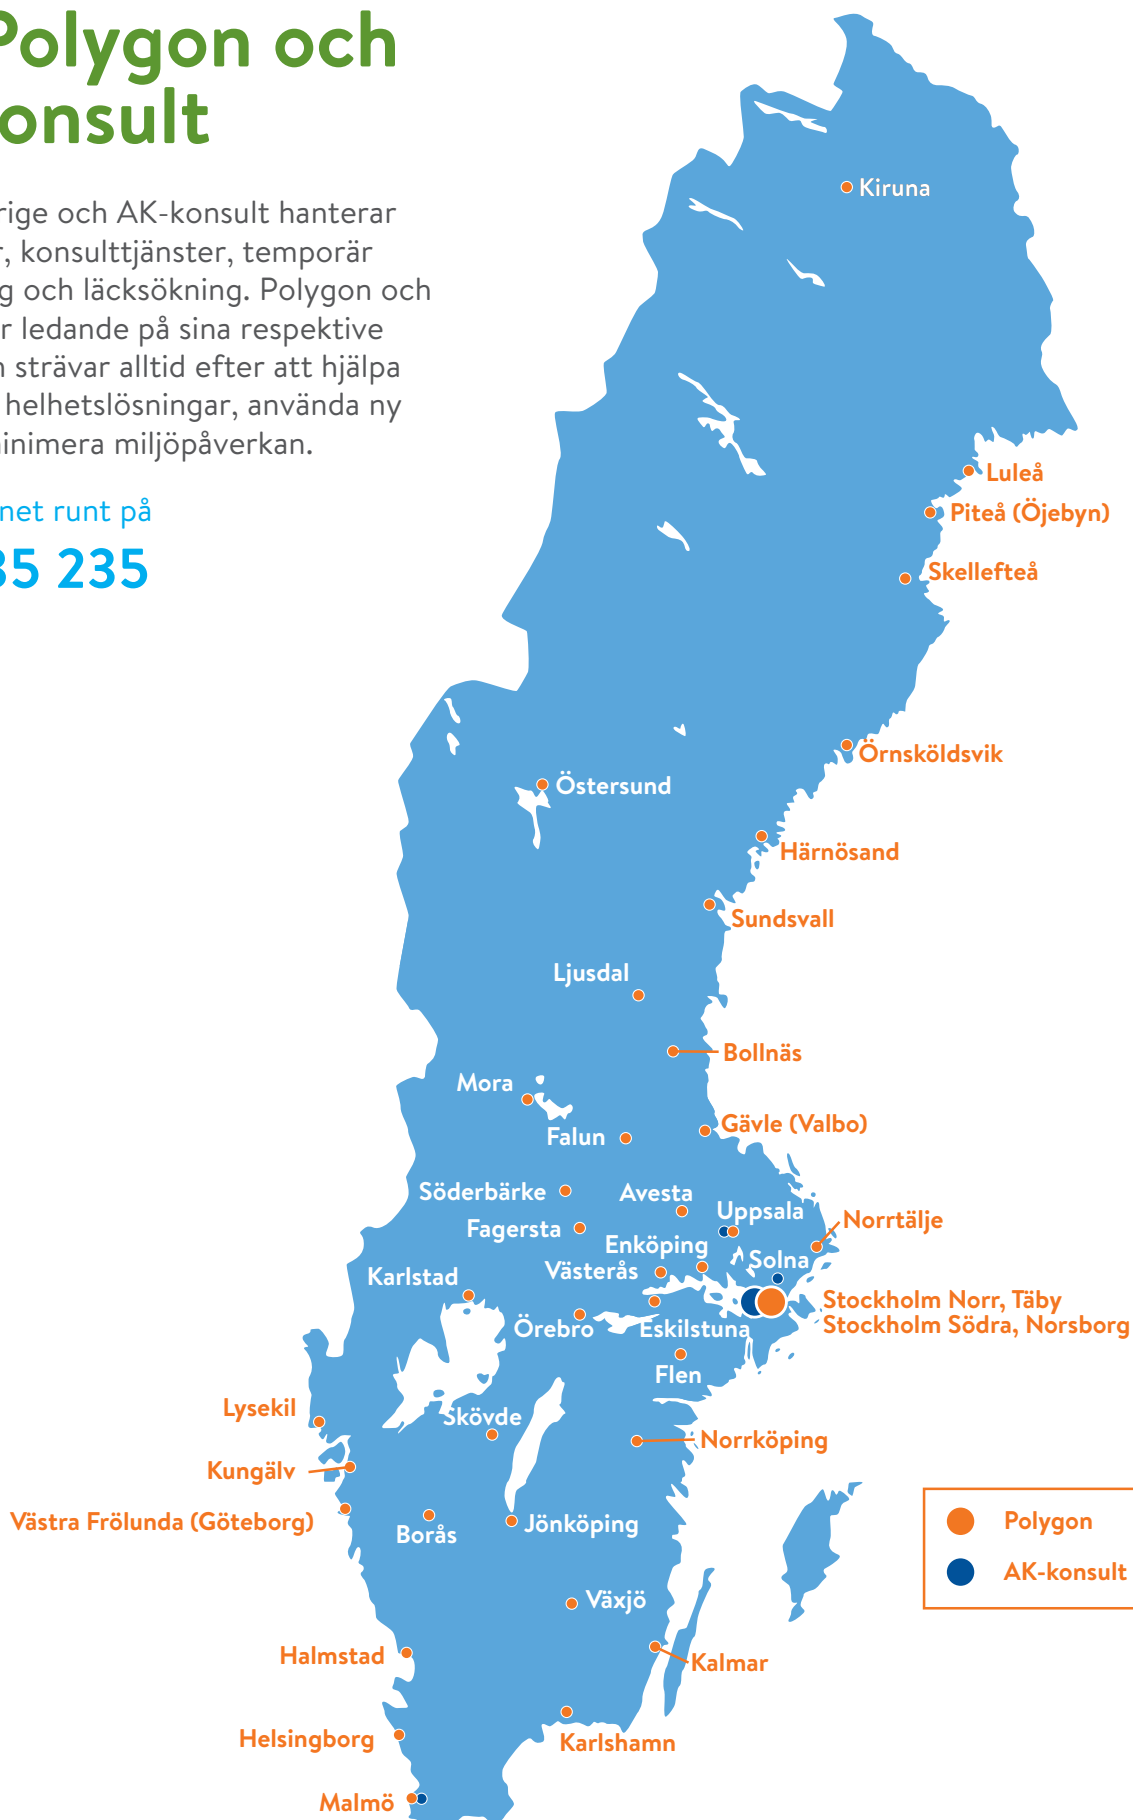 Polygon och
onsult
rige och AK-konsult hanterar
r, konsulttjänster, temporär
g och läcksökning. Polygon och
r ledande på sina respektive
n strävar alltid efter att hjälpa
helhetslösningar, använda ny
ninimera miljöpåverkan.
net runt på
35 235
Kiruna
Luleå
Piteå (Öjebyn)
Skellefteå
Örnsköldsvik
Östersund
Härnösand
Sundsvall
Ljusdal
Bollnäs
Mora
Gävle (Valbo)
Falun
Söderbärke
Avesta
Uppsala
Norrtälje
Fagersta
Enköping
Solna
Västerås
Karlstad
Stockholm Norr, Täby
Stockholm Södra, Norsborg
Örebro
Eskilstuna
Flen
Lysekil
Skövde
Norrköping
Kungälv
Västra Frölunda (Göteborg)
Borås
Jönköping
Polygon
AK-konsult
Växjö
Halmstad
Kalmar
Helsingborg
Karlshamn
Malmö